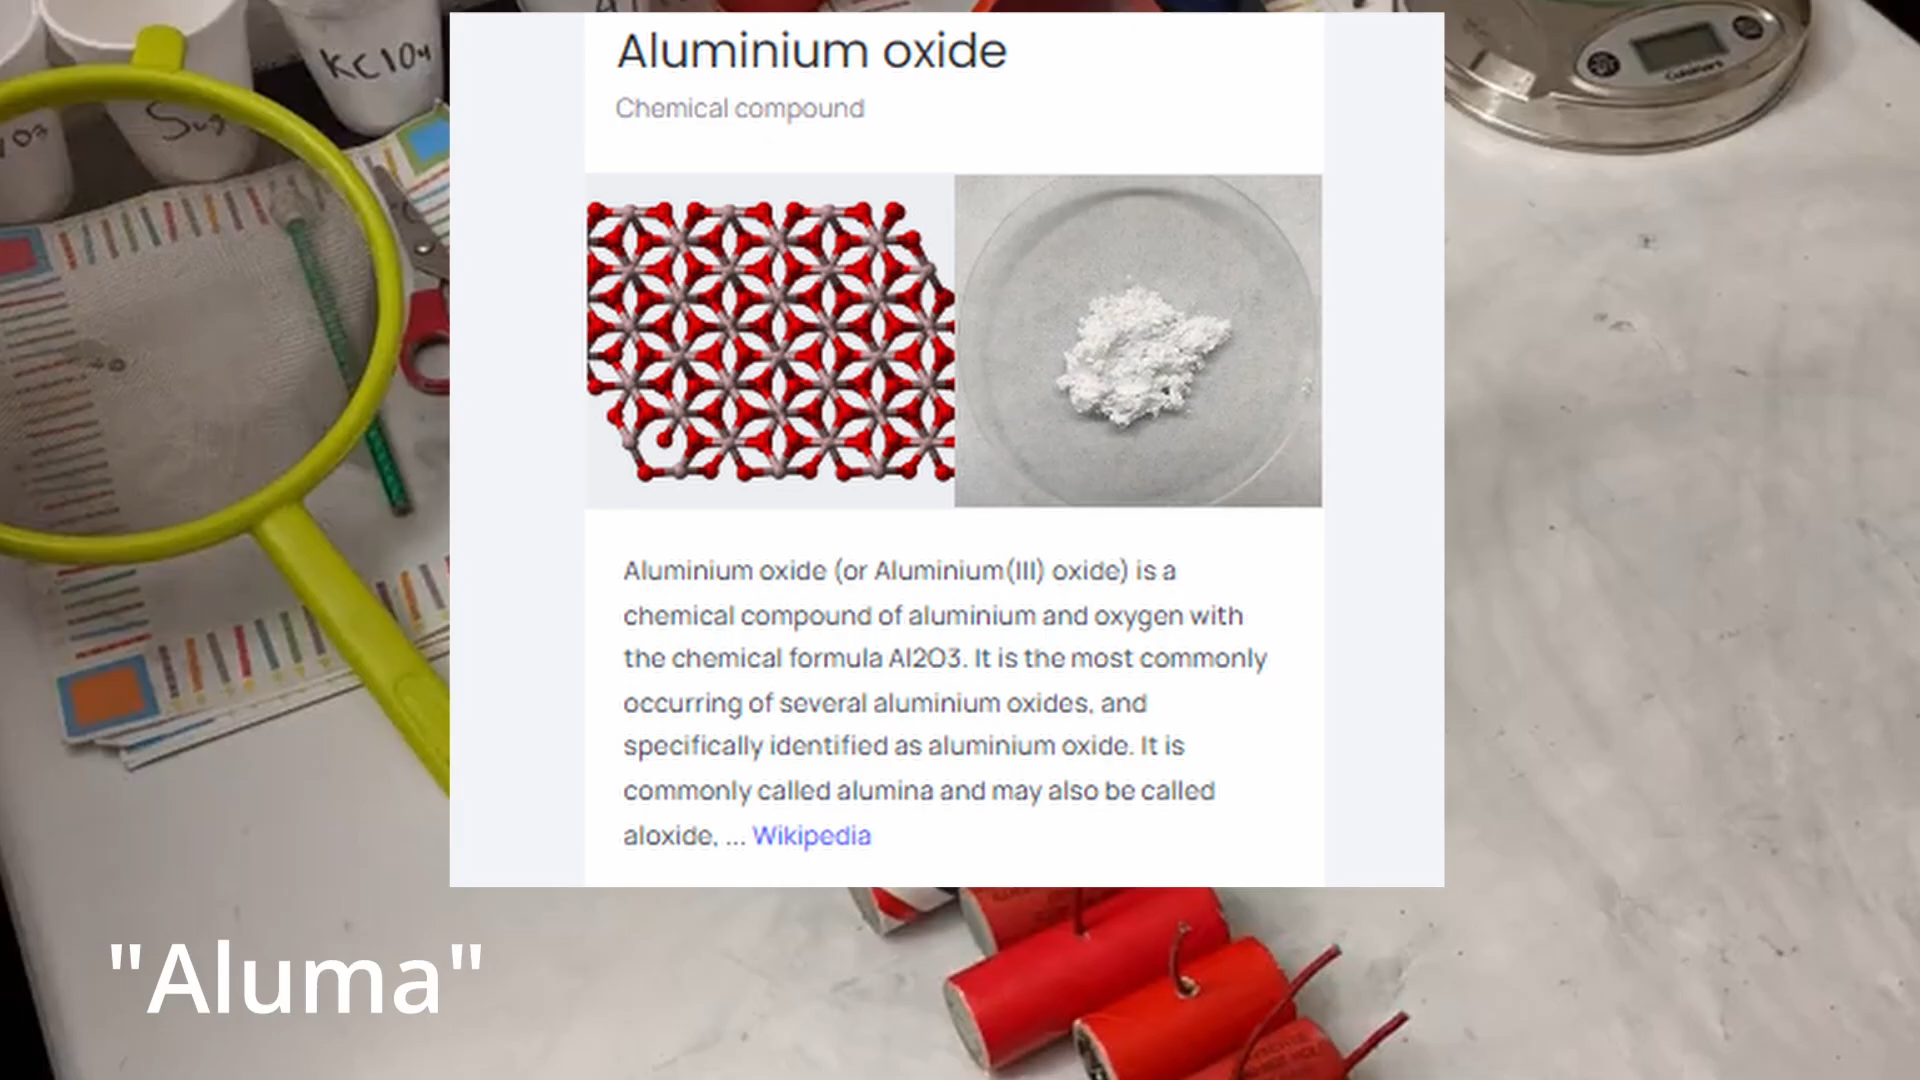 KClO4
Sug
Aluminium oxide
Chemical compound
Aluminium oxide (or Aluminium(III) oxide) is a
chemical compound of aluminium and oxygen with
the chemical formula Al2O3. It is the most commonly
occurring of several aluminium oxides, and
specifically identified as aluminium oxide. It is
commonly called alumina and may also be called
aloxide, ... Wikipedia
"Aluma"